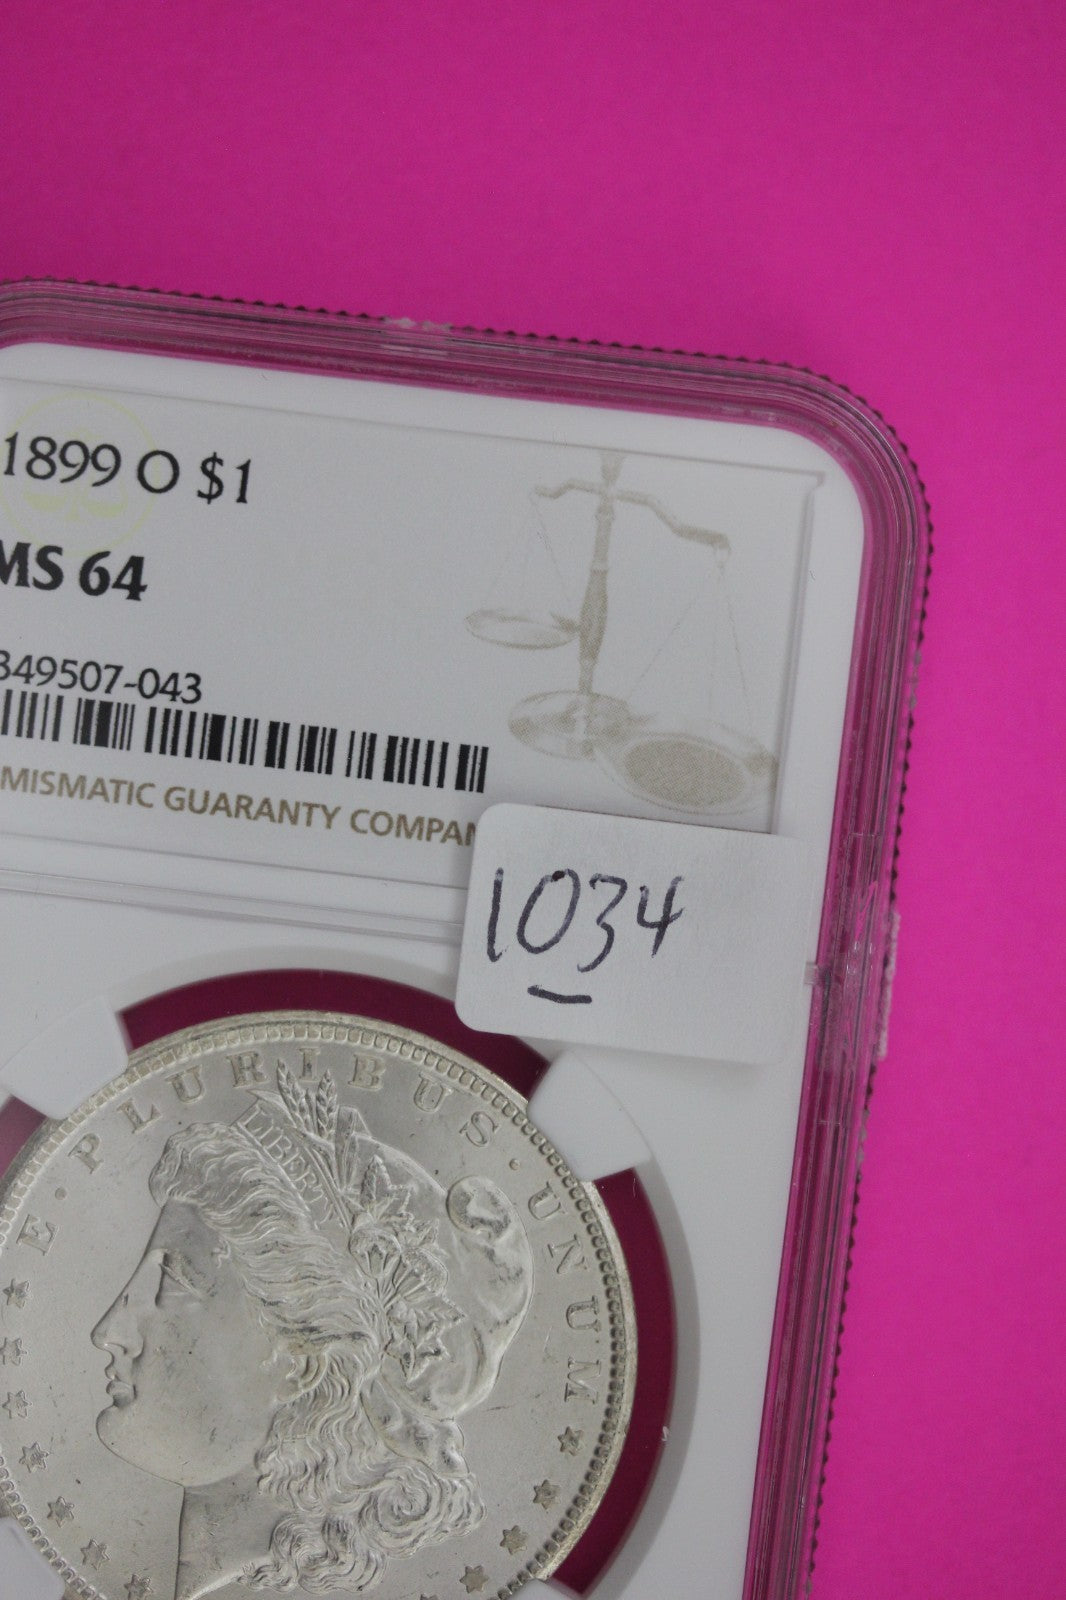 1899 O $1
MS 64
349507-043
MISMATIC GUARANTY COMPAN
1034
E · PLURIBUS · UNUM
LIBERTY